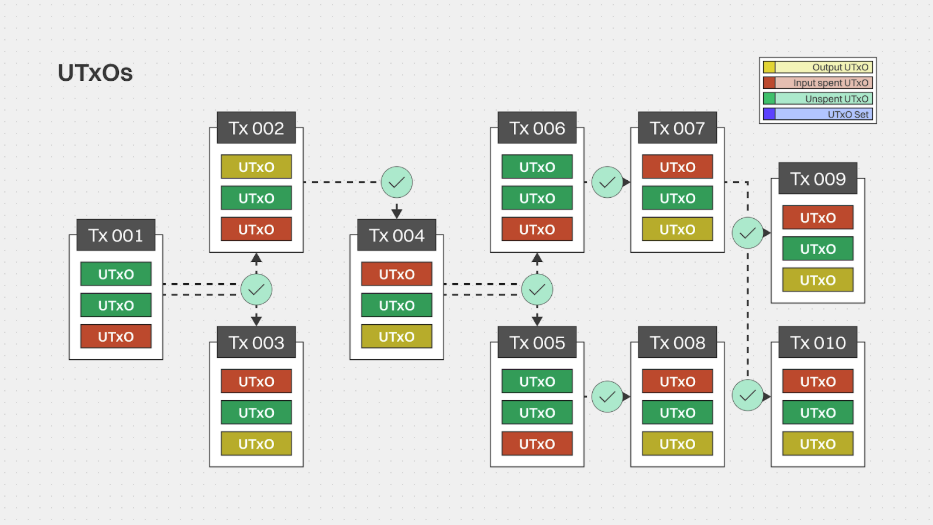 UTxOs
Output UTxO
Input spent UTxO
Unspent UTxO
UTxO Set
Tx 001
UTxO
UTxO
UTxO
Tx 002
UTxO
UTxO
UTxO
Tx 003
UTxO
UTxO
UTxO
Tx 004
UTxO
UTxO
UTxO
Tx 006
UTxO
UTxO
UTxO
Tx 005
UTxO
UTxO
UTxO
Tx 007
UTxO
UTxO
UTxO
Tx 008
UTxO
UTxO
UTxO
Tx 009
UTxO
UTxO
UTxO
Tx 010
UTxO
UTxO
UTxO